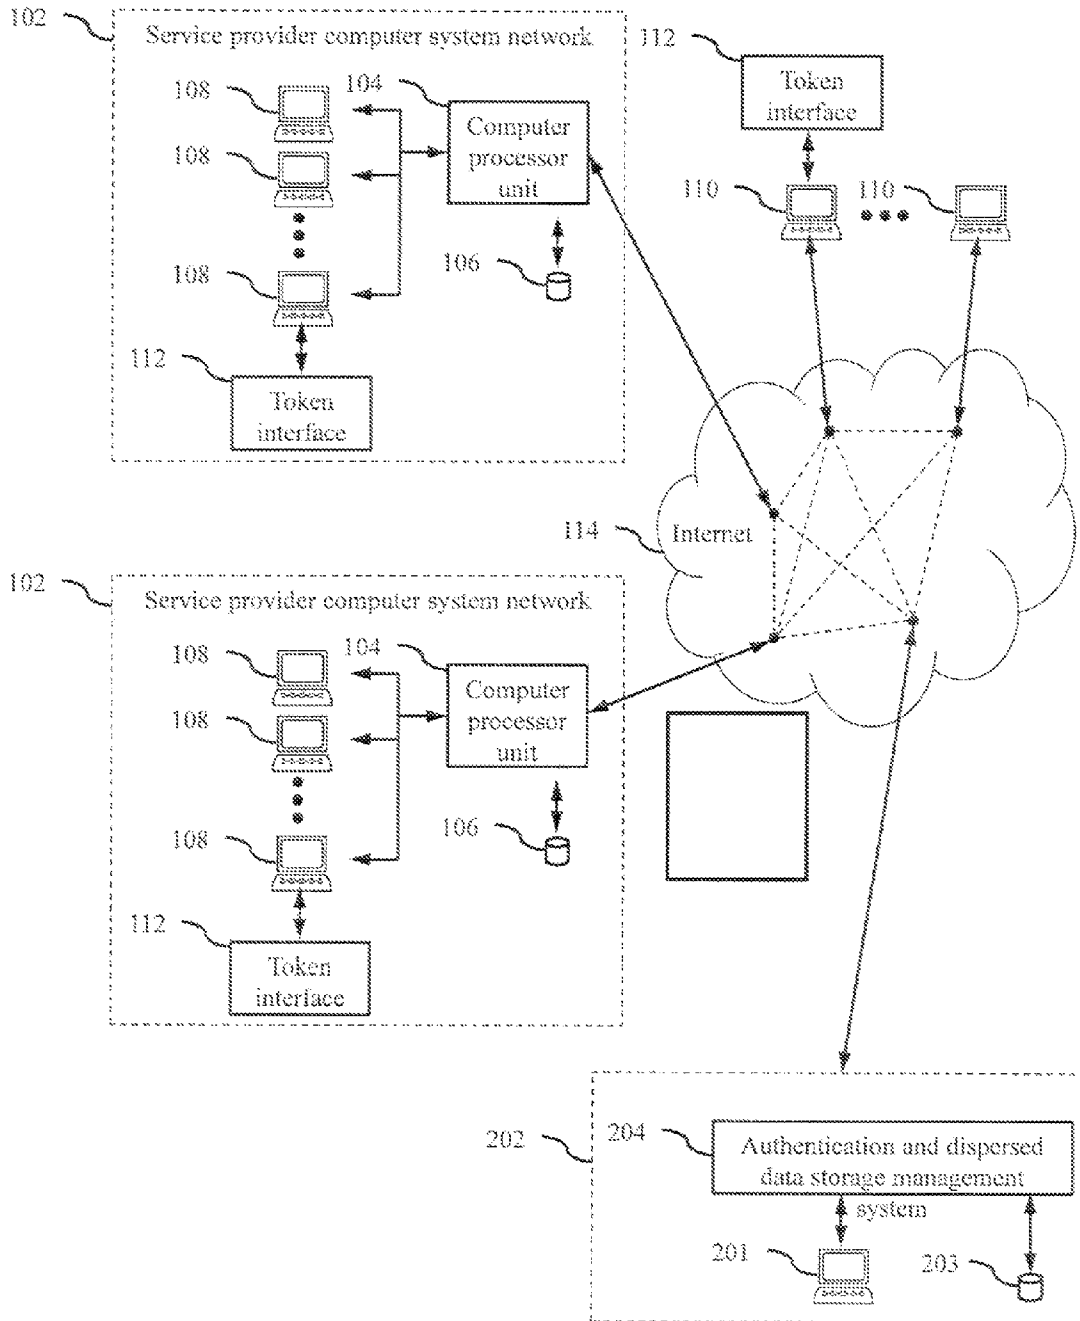 102
Service provider computer system network
104
108
Computer
processor
unit
108
106
108
112
Token
interface
112
Token
interface
110
110
114
Internet
102
Service provider computer system network
104
108
Computer
processor
unit
108
106
108
112
Token
interface
202
204
Authentication and dispersed
data storage management
system
201
203